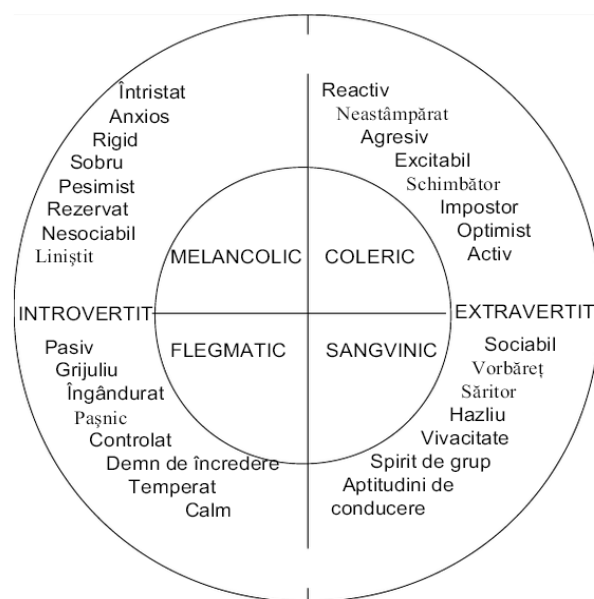 Întristat
Anxios
Rigid
Sobru
Pesimist
Rezervat
Nesociabil
Liniștit
Reactiv
Neastâmpărat
Agresiv
Excitabil
Schimbător
Impostor
Optimist
Activ
MELANCOLIC
COLERIC
INTROVERTIT
EXTRAVERTIT
FLEGMATIC
SANGVINIC
Pasiv
Grijuliu
Îngândurat
Pașnic
Controlat
Demn de încredere
Temperat
Calm
Sociabil
Vorbăreț
Săritor
Hazliu
Vivacitate
Spirit de grup
Aptitudini de
conducere